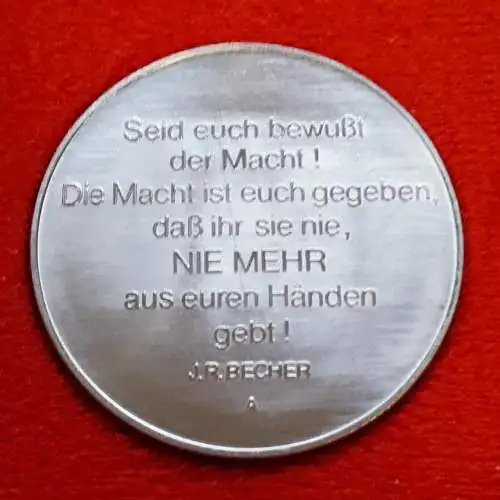 Seid euch bewußt
der Macht!
Die Macht ist euch gegeben,
daß ihr sie nie,
NIE MEHR
aus euren Händen
gebt!
J.R.BECHER
A